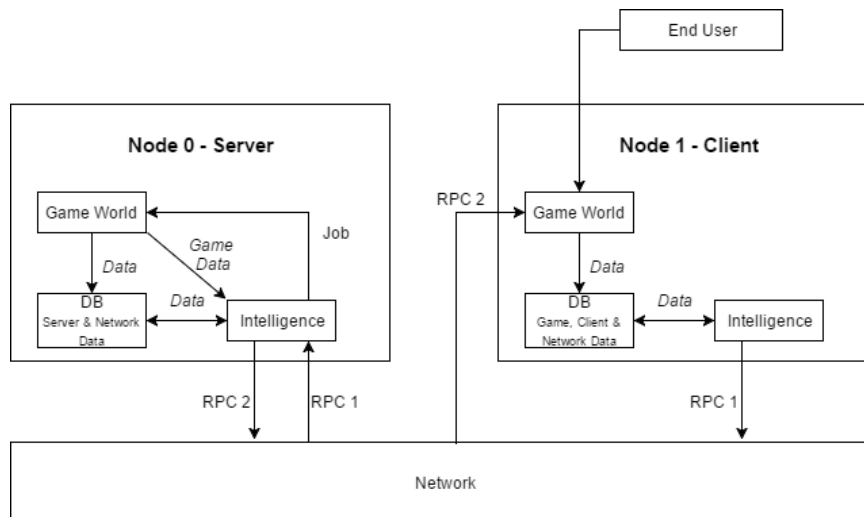 End User
Node 0 - Server
Node 1 - Client
RPC 2
Game World
Job
Game
Data
Data
DB
Server & Network
Data
Data
Intelligence
Game World
Data
DB
Game, Client &
Network Data
Data
Intelligence
RPC 2
RPC 1
RPC 1
Network